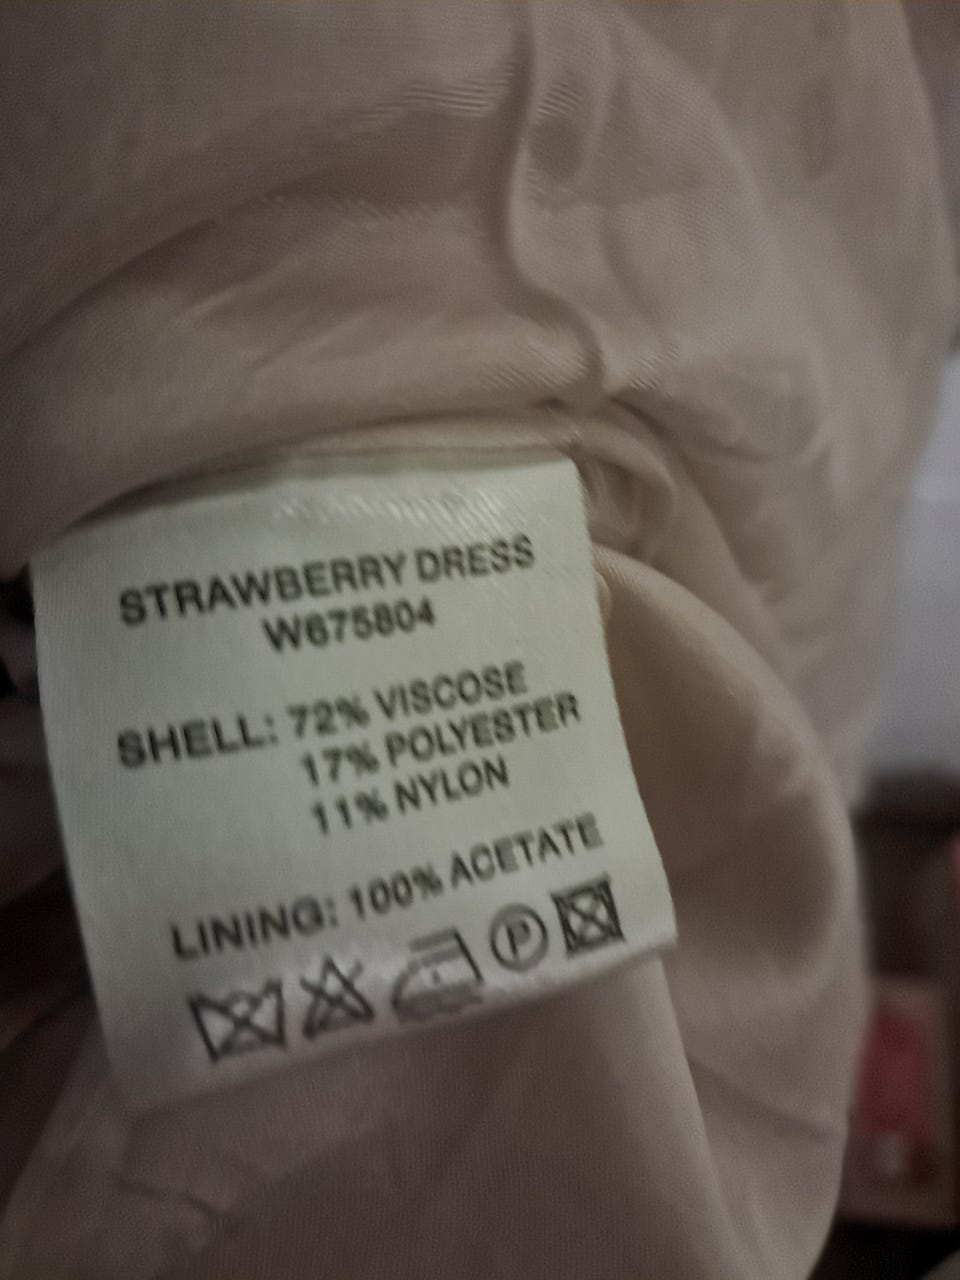 STRAWBERRY DRESS
W675804
SHELL: 72% VISCOSE
17% POLYESTER
11% NYLON
LINING: 100% ACETATE
P